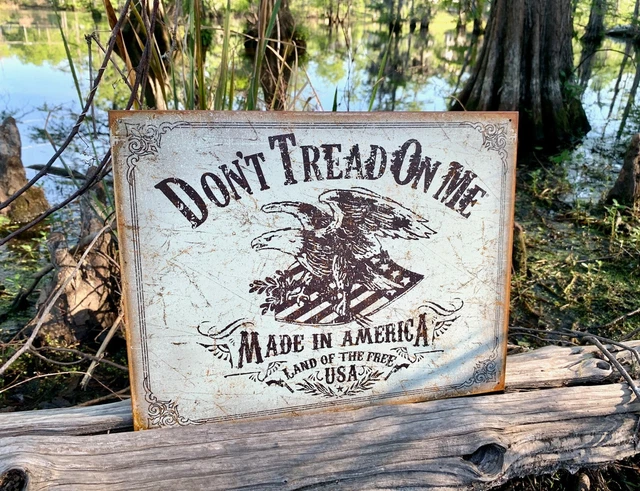 DON'T TREAD ON ME
MADE IN AMERICA
LAND OF THE FREE
USA